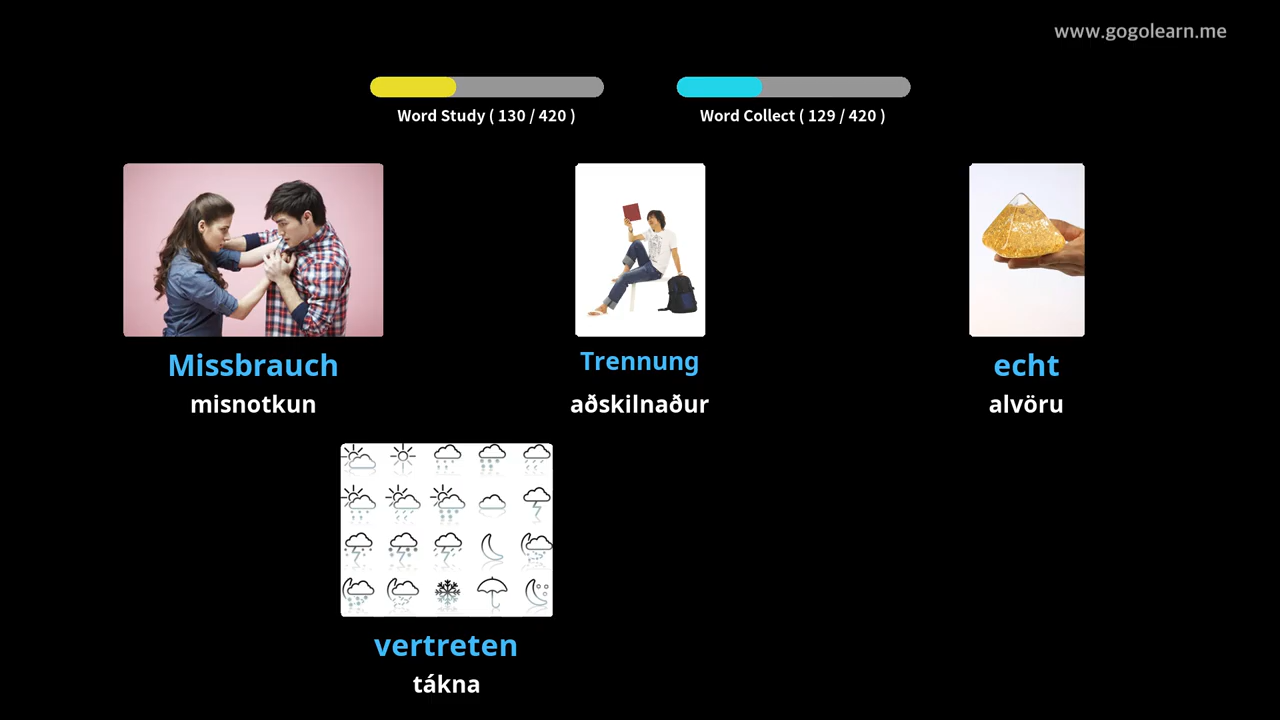 www.gogolearn.me
Word Study ( 130 / 420 )
Word Collect ( 129 / 420 )
Missbrauch
misnotkun
Trennung
aðskilnaður
echt
alvöru
vertreten
tákna